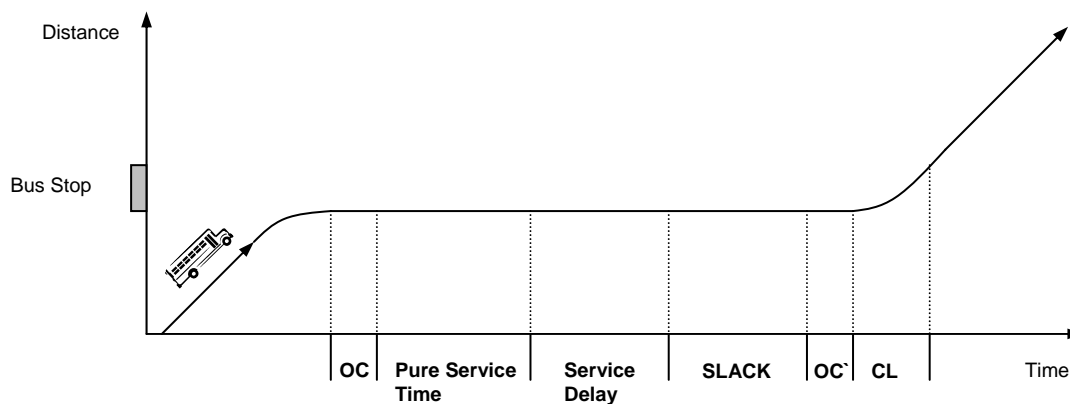 Distance
Bus Stop
OC Pure Service Service SLACK OC` CL Time
Time Delay